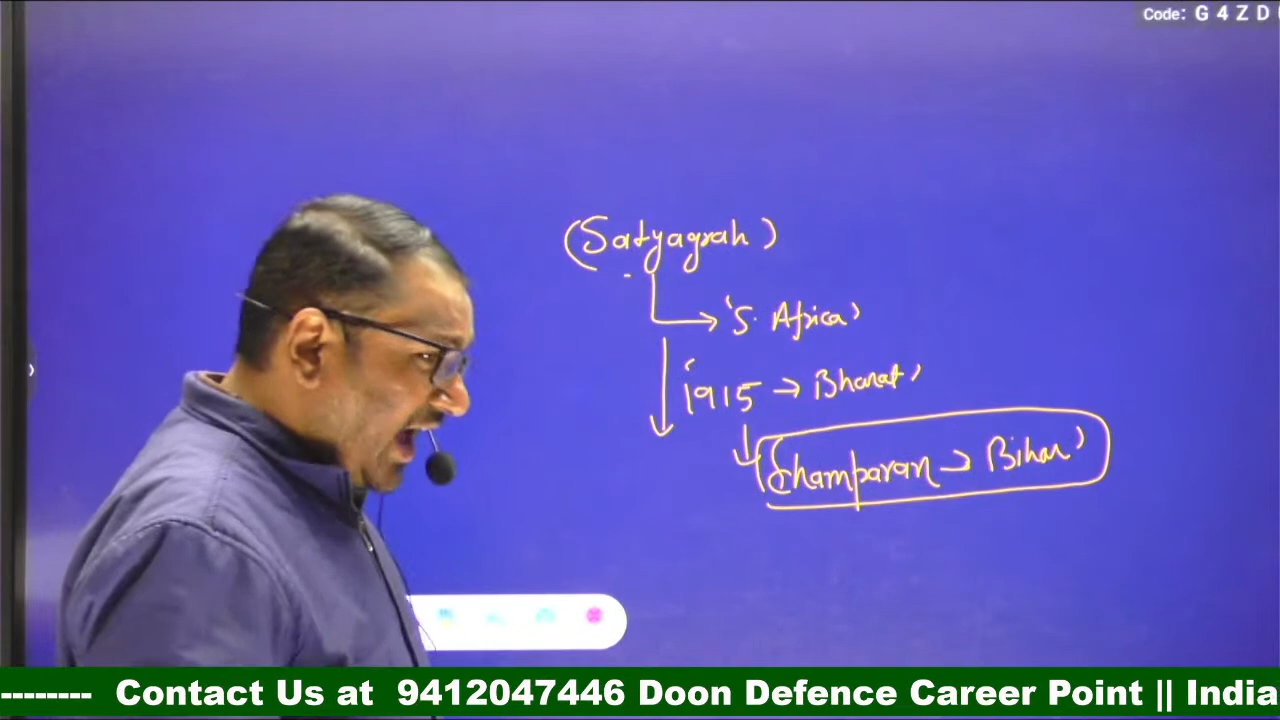 Code: G 4 Z D
(Satyagrah)
'S. Africa'
1915 → Bharat'
Champaran → Bihar'
-------- Contact Us at 9412047446 Doon Defence Career Point || India